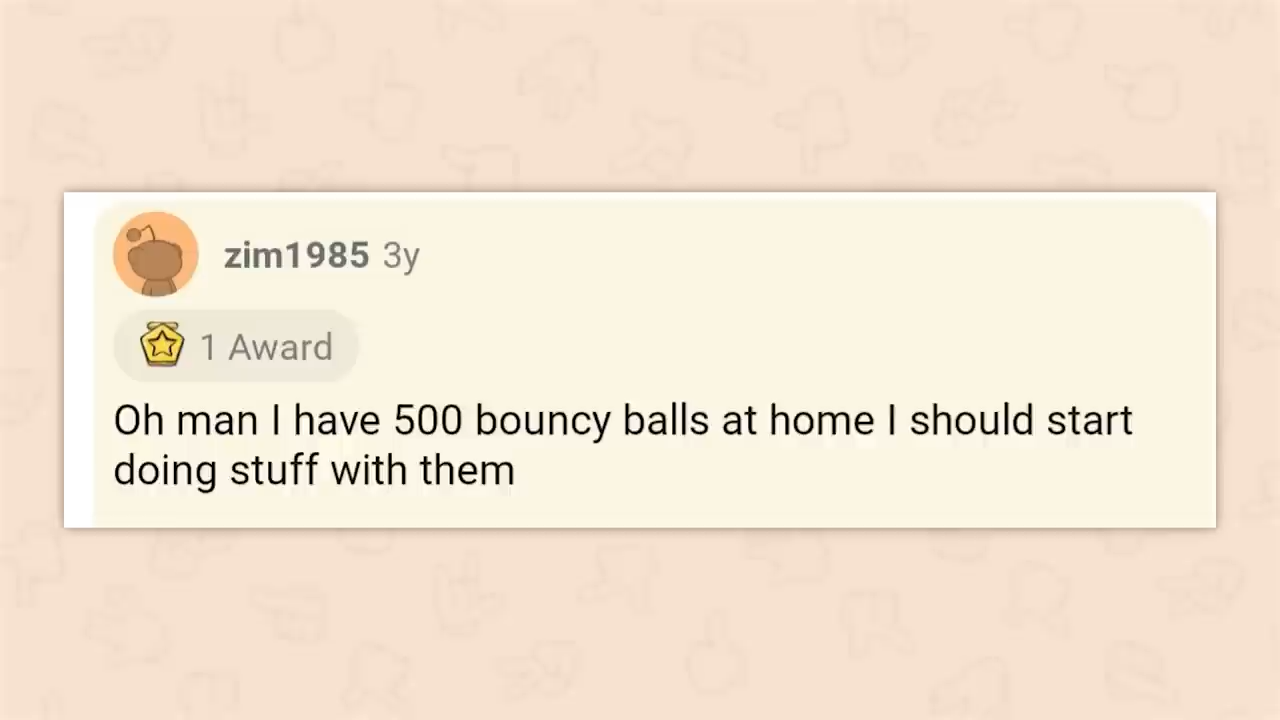 zim1985 3y
1 Award
Oh man I have 500 bouncy balls at home I should start
doing stuff with them